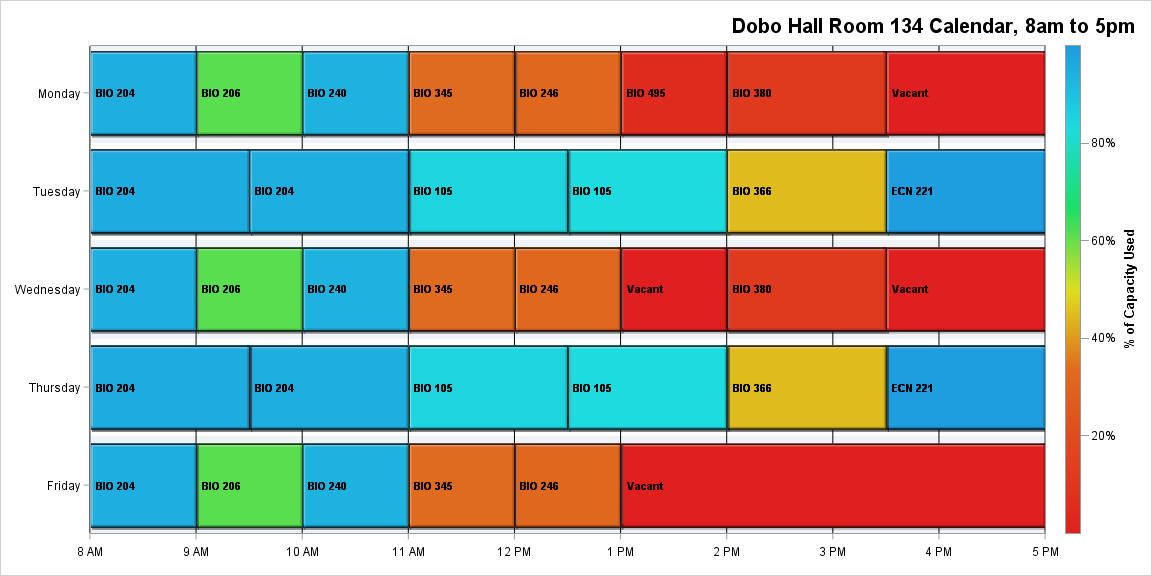 Dobo Hall Room 134 Calendar, 8am to 5pm
Monday BIO 204 BIO 206 BIO 240 BIO 345 BIO 246 BIO 495 BIO 380 Vacant
Tuesday BIO 204 BIO 204 BIO 105 BIO 105 BIO 366 ECN 221
Wednesday BIO 204 BIO 206 BIO 240 BIO 345 BIO 246 Vacant BIO 380 Vacant
Thursday BIO 204 BIO 204 BIO 105 BIO 105 BIO 366 ECN 221
Friday BIO 204 BIO 206 BIO 240 BIO 345 BIO 246 Vacant
8 AM 9 AM 10 AM 11 AM 12 PM 1 PM 2 PM 3 PM 4 PM 5 PM
80%
60%
40%
20%
% of Capacity Used